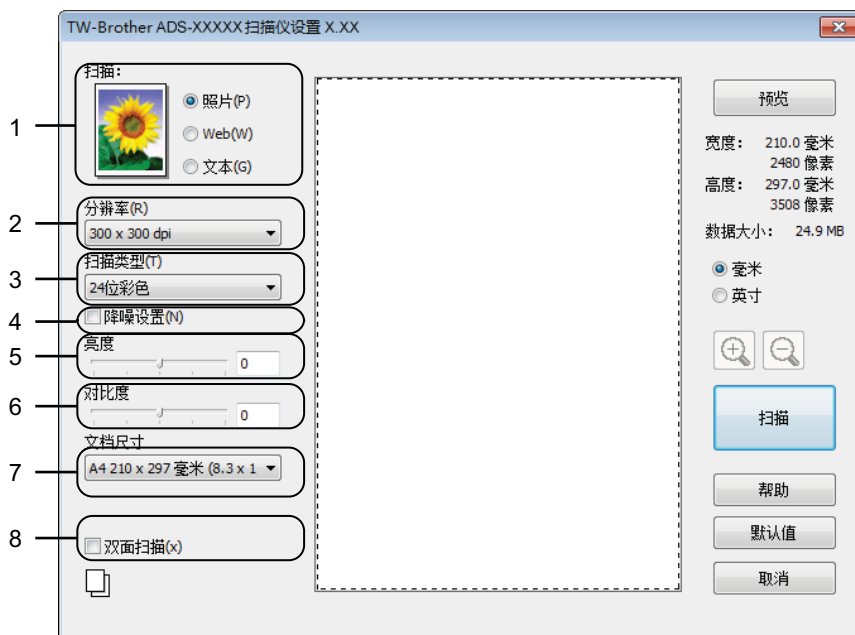 TW-Brother ADS-XXXXX 扫描仪设置 X.XX
1
扫描:
照片(P)
Web(W)
文本(G)
2
分辨率(R)
300 x 300 dpi
3
扫描类型(T)
24位彩色
4
降噪设置(N)
5
亮度
0
6
对比度
0
7
文档尺寸
A4 210 x 297 毫米 (8.3 x 1
8
双面扫描(x)
预览
宽度: 210.0 毫米
2480 像素
高度: 297.0 毫米
3508 像素
数据大小: 24.9 MB
毫米
英寸
扫描
帮助
默认值
取消